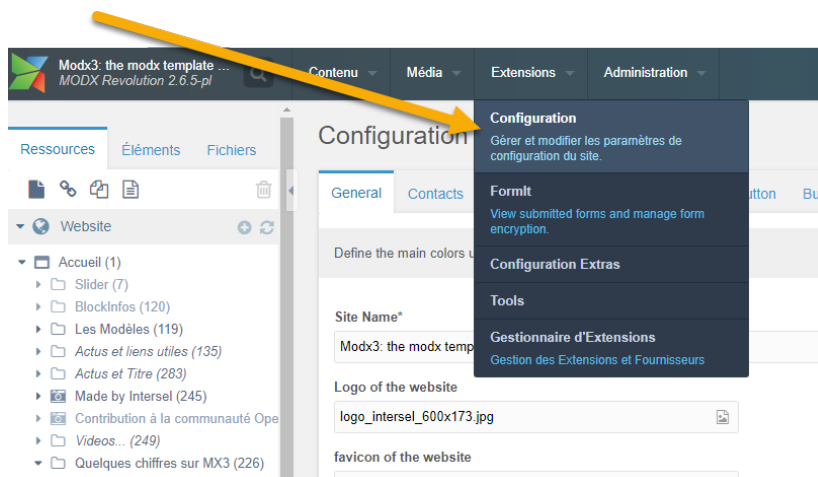 Modx3: the modx template ...
MODX Revolution 2.6.5-pl
Contenu
Média
Extensions
Administration
Configuration
Gérer et modifier les paramètres de
configuration du site.
FormIt
View submitted forms and manage form
encryption.
Configuration Extras
Tools
Gestionnaire d'Extensions
Gestion des Extensions et Fournisseurs
Ressources
Éléments
Fichiers
Website
Accueil (1)
Slider (7)
BlockInfos (120)
Les Modèles (119)
Actus et liens utiles (135)
Actus et Titre (283)
Made by Intersel (245)
Contribution à la communauté Ope
Videos... (249)
Quelques chiffres sur MX3 (226)
Configuration
General
Contacts
Define the main colors
Site Name*
Modx3: the modx temp
Logo of the website
logo_intersel_600x173.jpg
favicon of the website